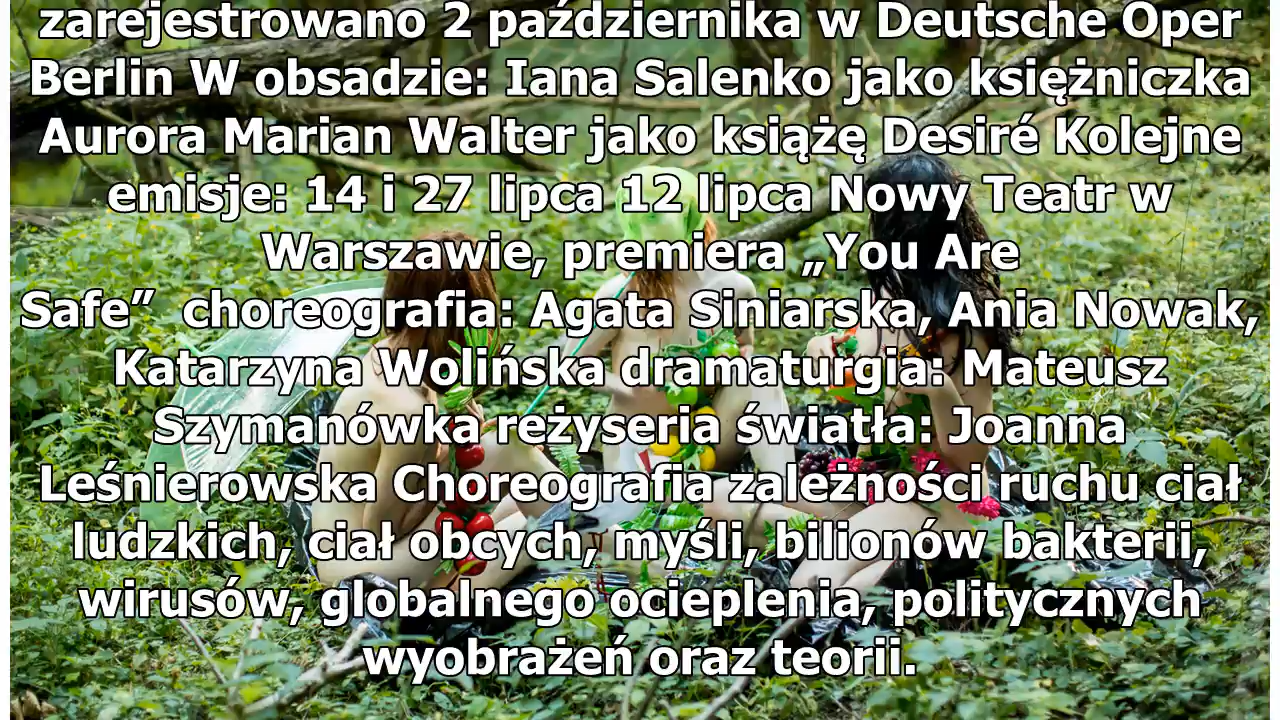 zarejestrowano 2 października w Deutsche Oper
Berlin W obsadzie: Iana Salenko jako księżniczka
Aurora Marian Walter jako książę Desiré Kolejne
emisje: 14 i 27 lipca 12 lipca Nowy Teatr w
Warszawie, premiera „You Are
Safe” choreografia: Agata Siniarska, Ania Nowak,
Katarzyna Wolińska dramaturgia: Mateusz
Szymanówka reżyseria światła: Joanna
Leśnierowska Choreografia zależności ruchu ciał
ludzkich, ciał obcych, myśli, bilionów bakterii,
wirusów, globalnego ocieplenia, politycznych
wyobrażeń oraz teorii.